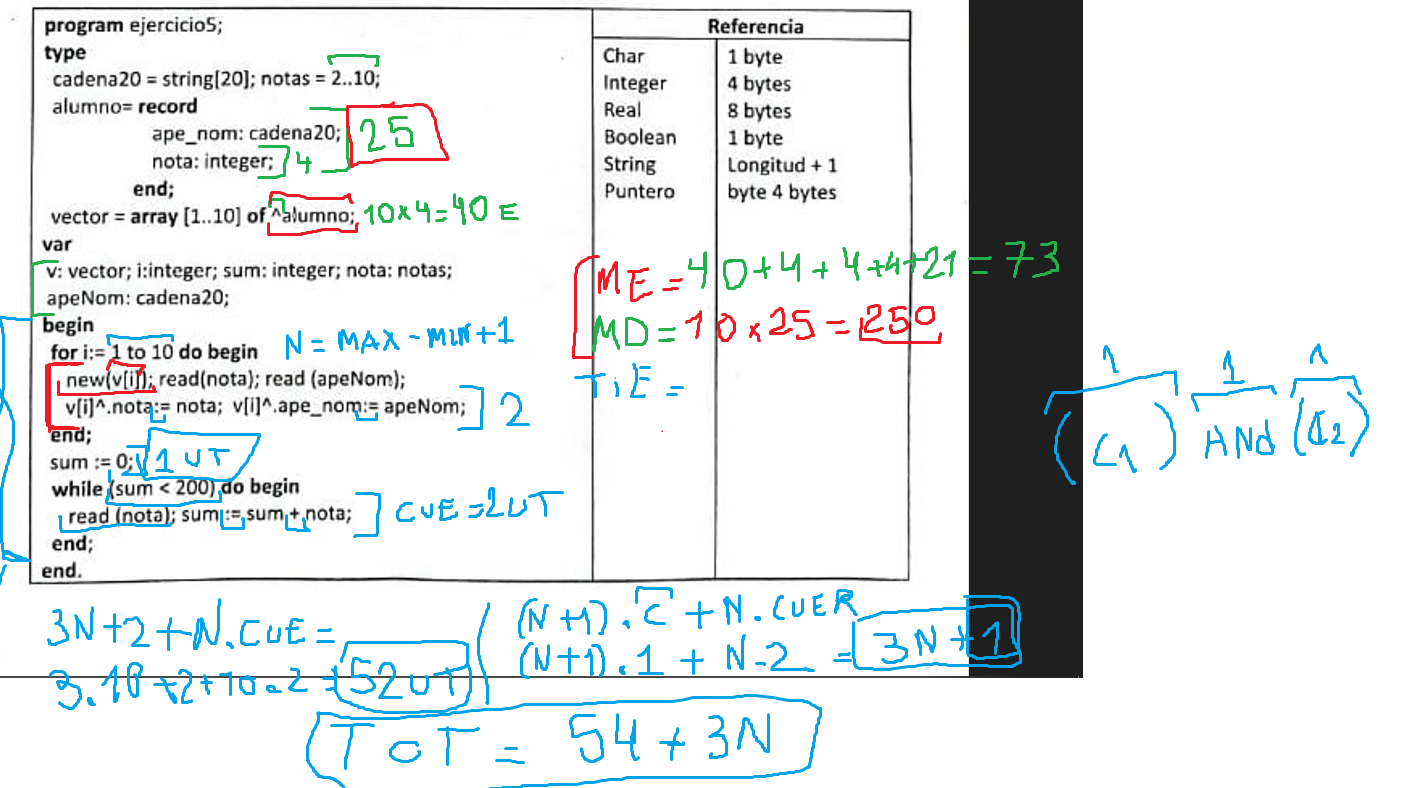 program ejercicio5;
type
cadena20 = string[20]; notas = 2..10;
alumno= record
ape_nom: cadena20;
25
nota: integer;
4
end;
vector = array [1..10] of ^alumno;
10x4=40 E
var
v: vector; i:integer; sum: integer; nota: notas;
apeNom: cadena20;
begin
N = MAX - MIN + 1
for i:= 1 to 10 do begin
new(v[i]); read(nota); read (apeNom);
v[i]^.nota:= nota; v[i]^.ape_nom:= apeNom;
2
end;
sum := 0;
1 UT
while (sum < 200) do begin
read (nota); sum:= sum + nota;
CUE = 2UT
end;
end.
Referencia
Char 1 byte
Integer 4 bytes
Real 8 bytes
Boolean 1 byte
String Longitud + 1
Puntero byte 4 bytes
ME = 40+4+4+4+21 = 73
MD = 10 x 25 = 250
TiE =
1 1 1
(C1) AND (C2)
3N+2+N.CUE =
3.10+2+10.2 = 52UT
(N+1).C + N.CUER
(N+1).1 + N.2 = 3N+1
TOT = 54 + 3N